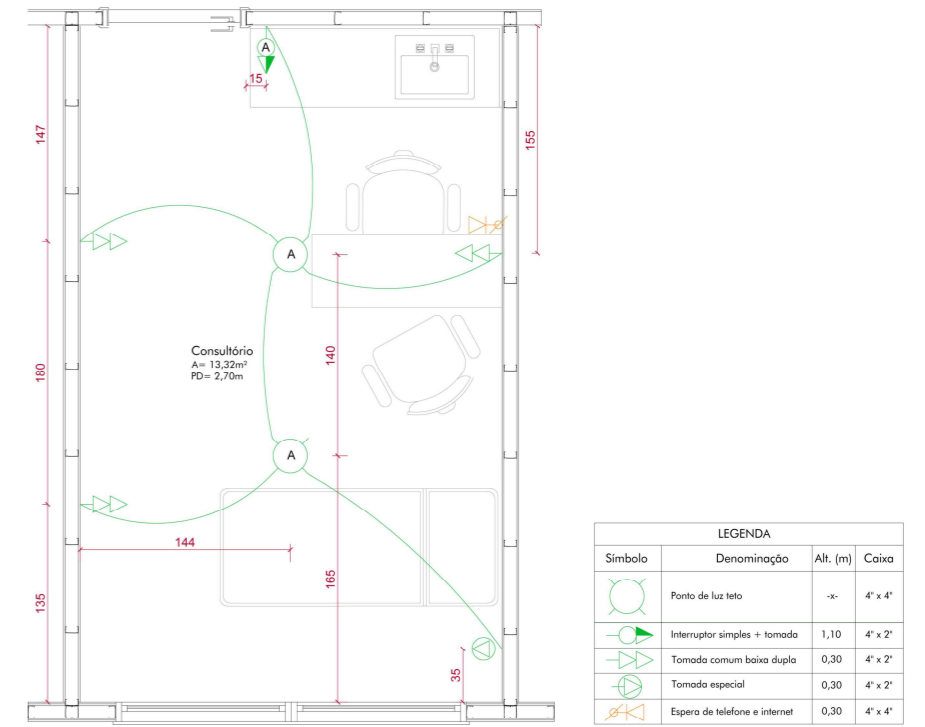 A
15
147
155
A
Consultório
A= 13,32m²
PD= 2,70m
140
180
A
144
165
135
35
LEGENDA
Símbolo Denominação Alt. (m) Caixa
Ponto de luz teto -x- 4" x 4"
Interruptor simples + tomada 1,10 4" x 2"
Tomada comum baixa dupla 0,30 4" x 2"
Tomada especial 0,30 4" x 2"
Espera de telefone e internet 0,30 4" x 4"